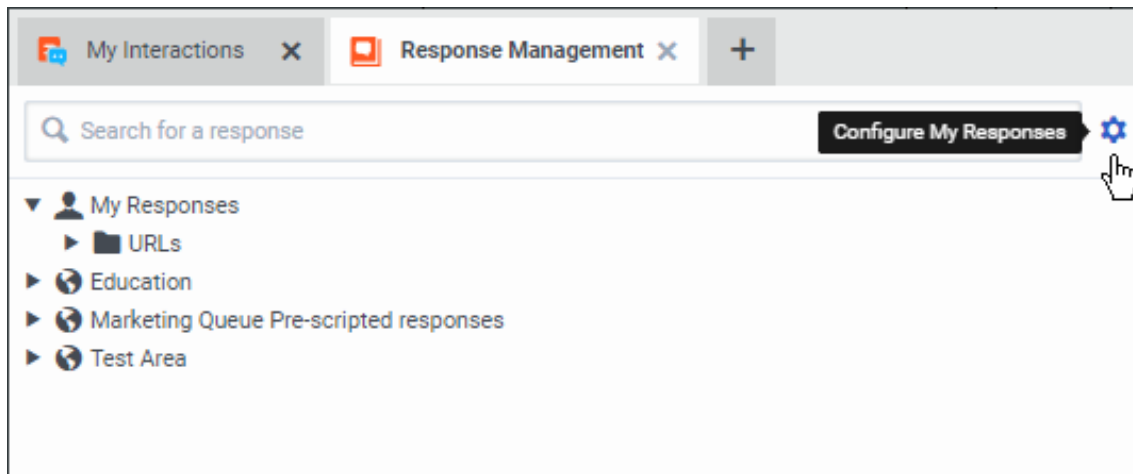 My Interactions
Response Management
Search for a response
Configure My Responses
My Responses
URLs
Education
Marketing Queue Pre-scripted responses
Test Area